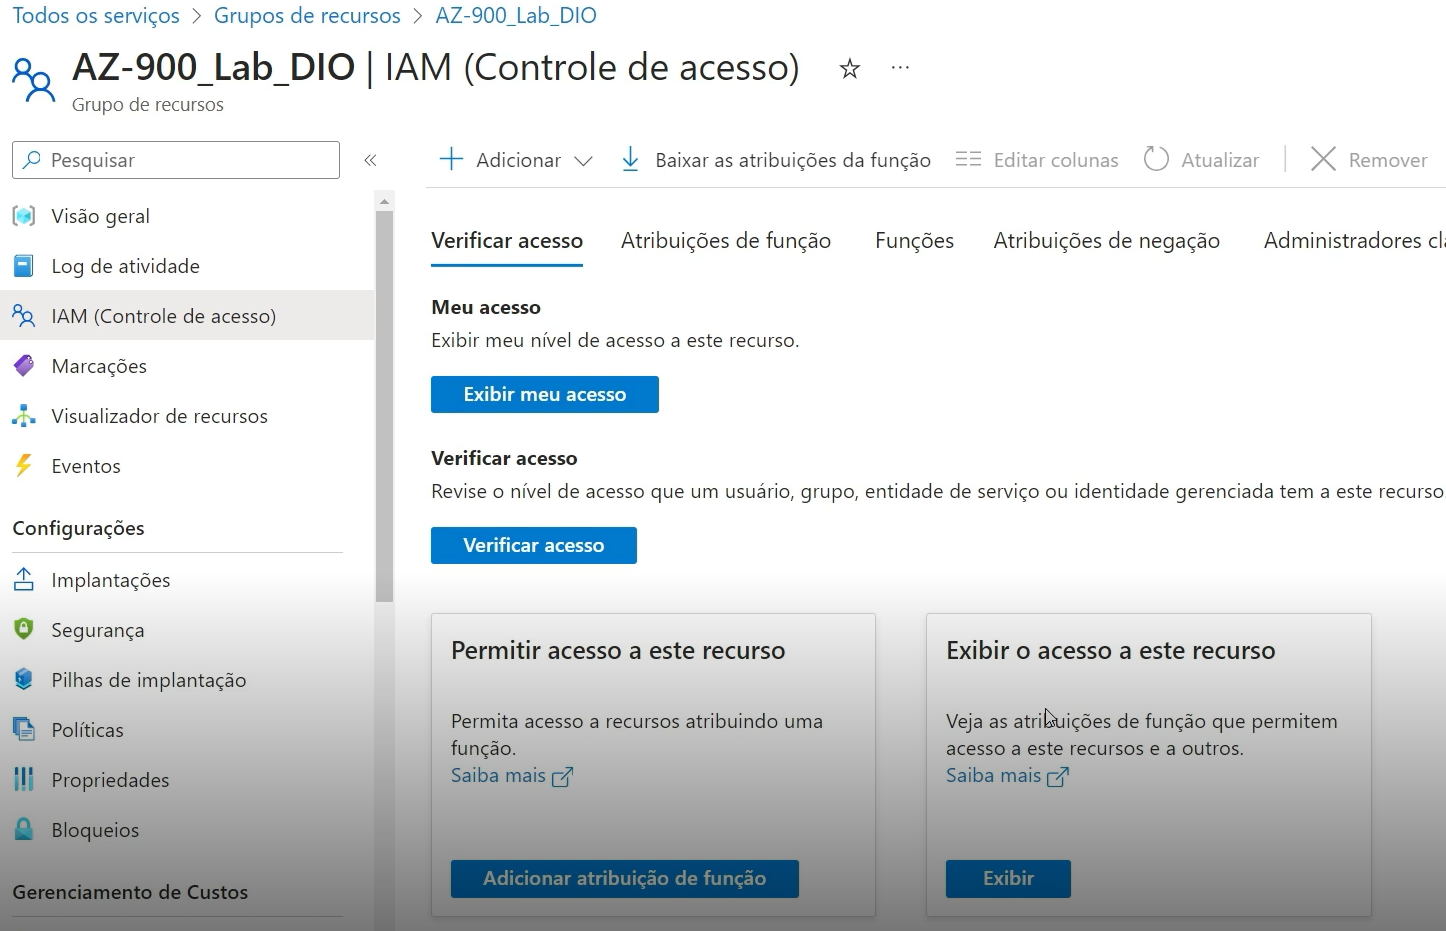 Todos os serviços > Grupos de recursos > AZ-900_Lab_DIO
AZ-900_Lab_DIO | IAM (Controle de acesso)
Grupo de recursos
Pesquisar
Visão geral
Log de atividade
IAM (Controle de acesso)
Marcações
Visualizador de recursos
Eventos
Configurações
Implantações
Segurança
Pilhas de implantação
Políticas
Propriedades
Bloqueios
Gerenciamento de Custos
Adicionar
Baixar as atribuições da função
Editar colunas
Atualizar
Remover
Verificar acesso
Atribuições de função
Funções
Atribuições de negação
Administradores
Meu acesso
Exibir meu nível de acesso a este recurso.
Exibir meu acesso
Verificar acesso
Revise o nível de acesso que um usuário, grupo, entidade de serviço ou identidade gerenciada tem a este recurso
Verificar acesso
Permitir acesso a este recurso
Permita acesso a recursos atribuindo uma
função.
Saiba mais
Adicionar atribuição de função
Exibir o acesso a este recurso
Veja as atribuições de função que permitem
acesso a este recursos e a outros.
Saiba mais
Exibir